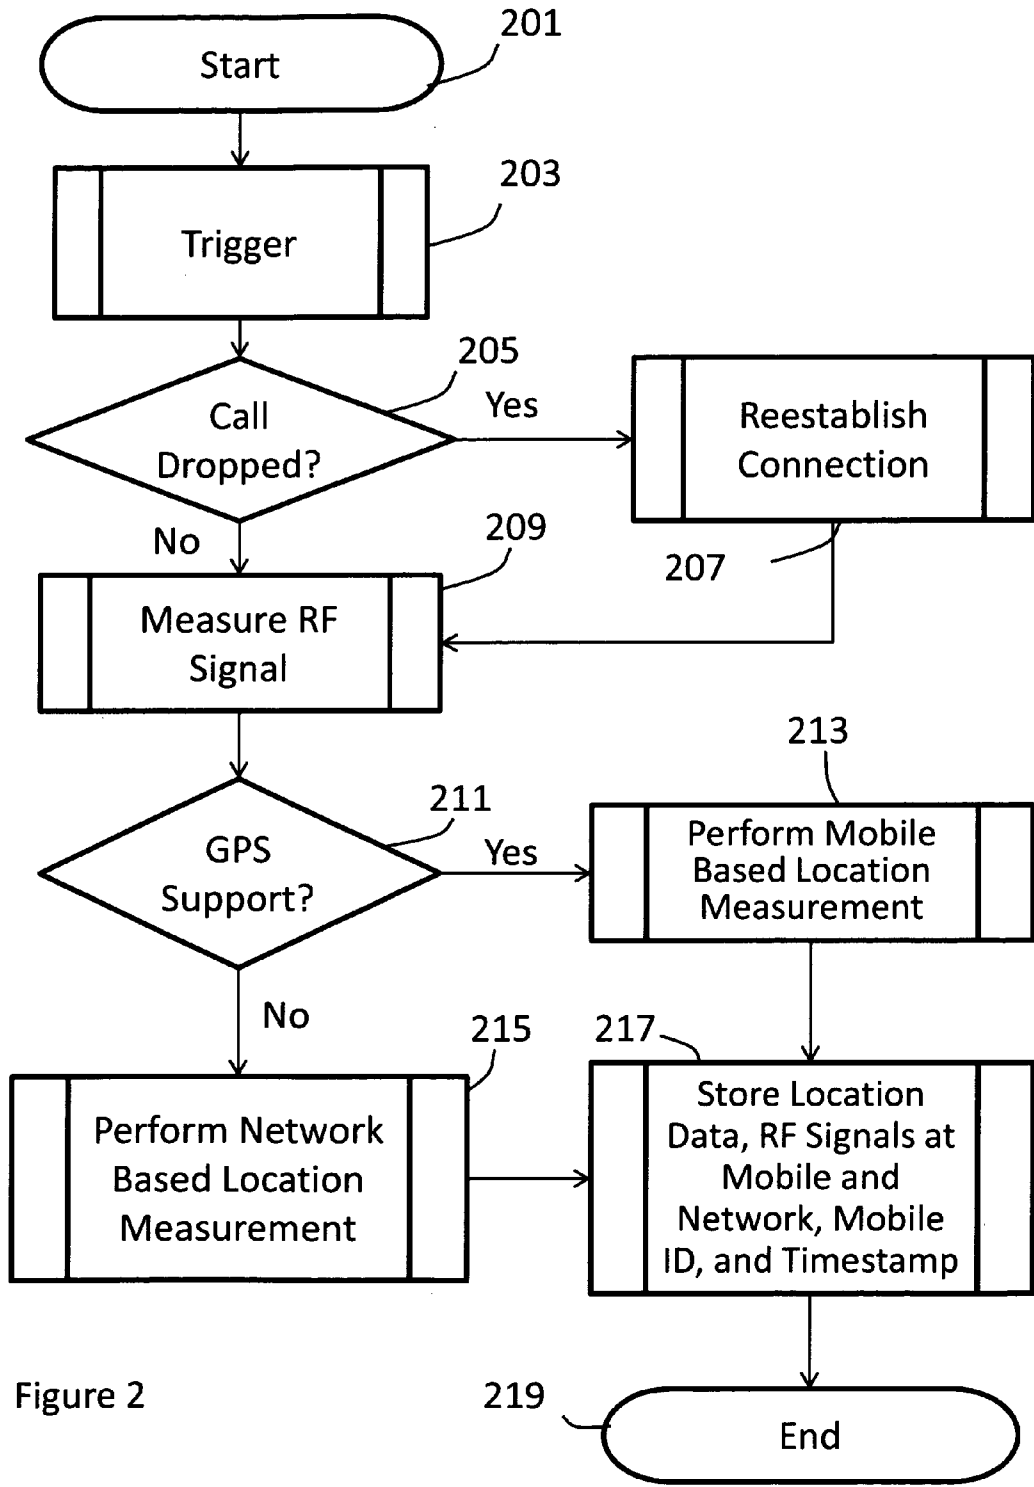 201
Start
203
Trigger
205
Call
Dropped?
Yes
Reestablish
Connection
207
No
209
Measure RF
Signal
211
GPS
Support?
Yes
213
Perform Mobile
Based Location
Measurement
No
215
Perform Network
Based Location
Measurement
217
Store Location
Data, RF Signals at
Mobile and
Network, Mobile
ID, and Timestamp
219
End
Figure 2